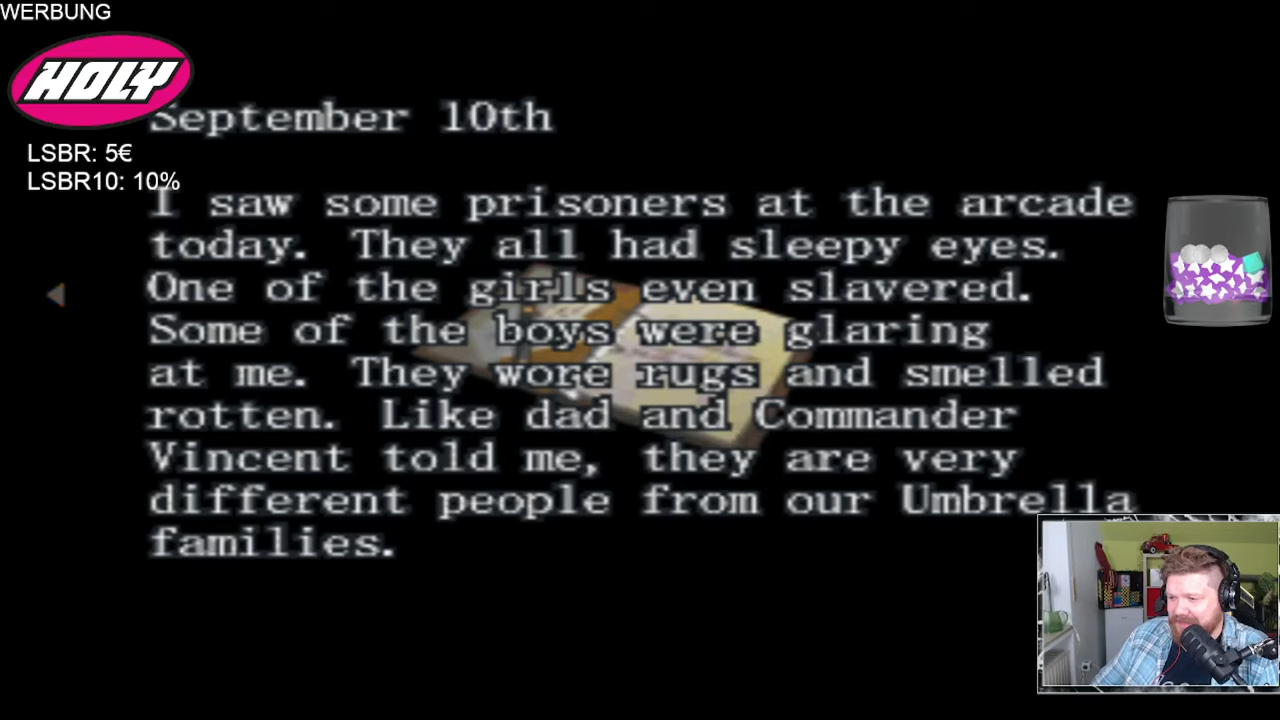 WERBUNG
HOLY
LSBR: 5€
LSBR10: 10%
September 10th
I saw some prisoners at the arcade
today. They all had sleepy eyes.
One of the girls even slavered.
Some of the boys were glaring
at me. They wore rugs and smelled
rotten. Like dad and Commander
Vincent told me, they are very
different people from our Umbrella
families.